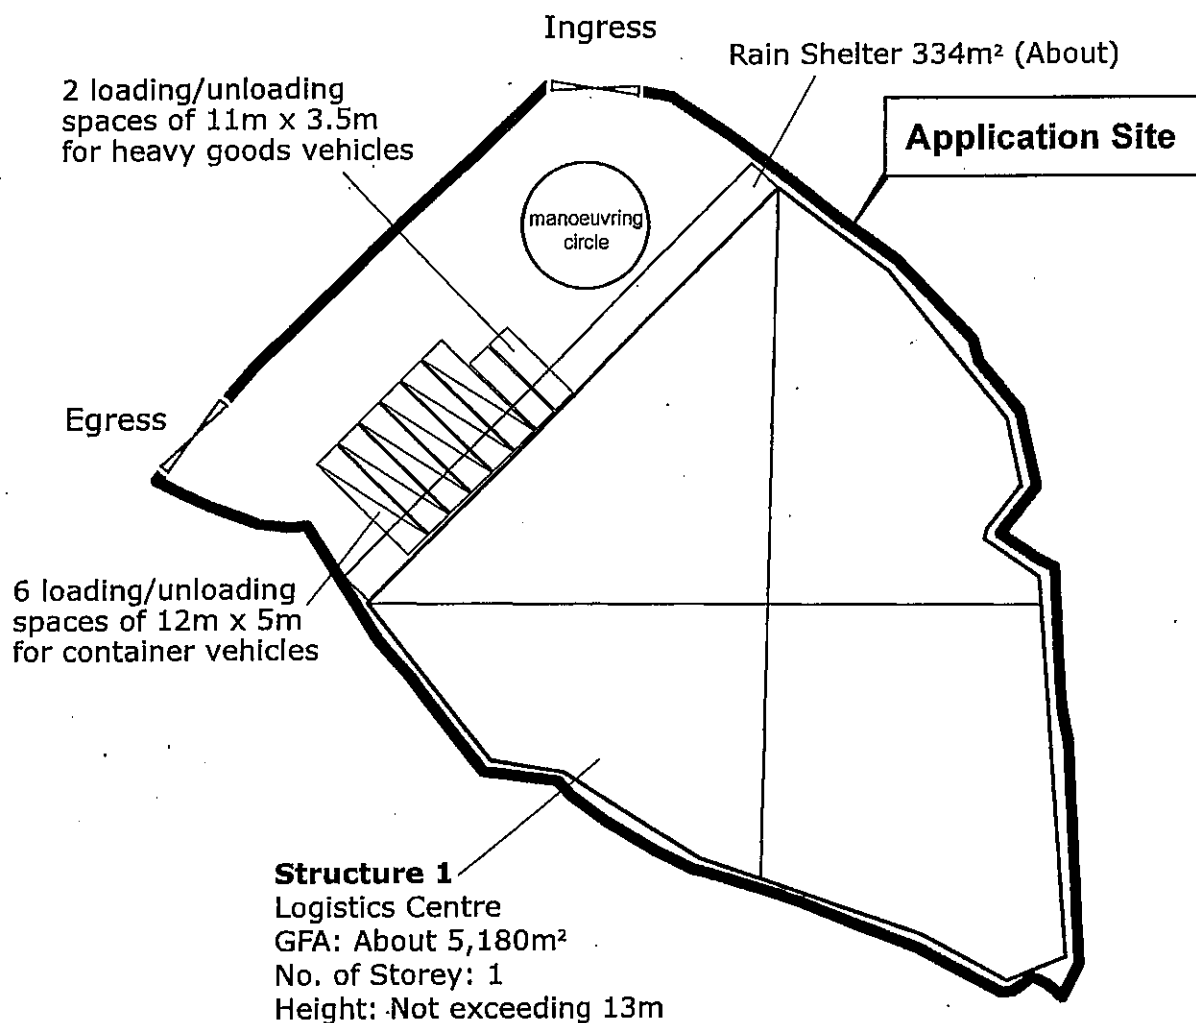 Ingress
Rain Shelter 334m² (About)
2 loading/unloading
spaces of 11m x 3.5m
for heavy goods vehicles
Application Site
manoeuvring
circle
Egress
6 loading/unloading
spaces of 12m x 5m
for container vehicles
Structure 1
Logistics Centre
GFA: About 5,180m²
No. of Storey: 1
Height: Not exceeding 13m